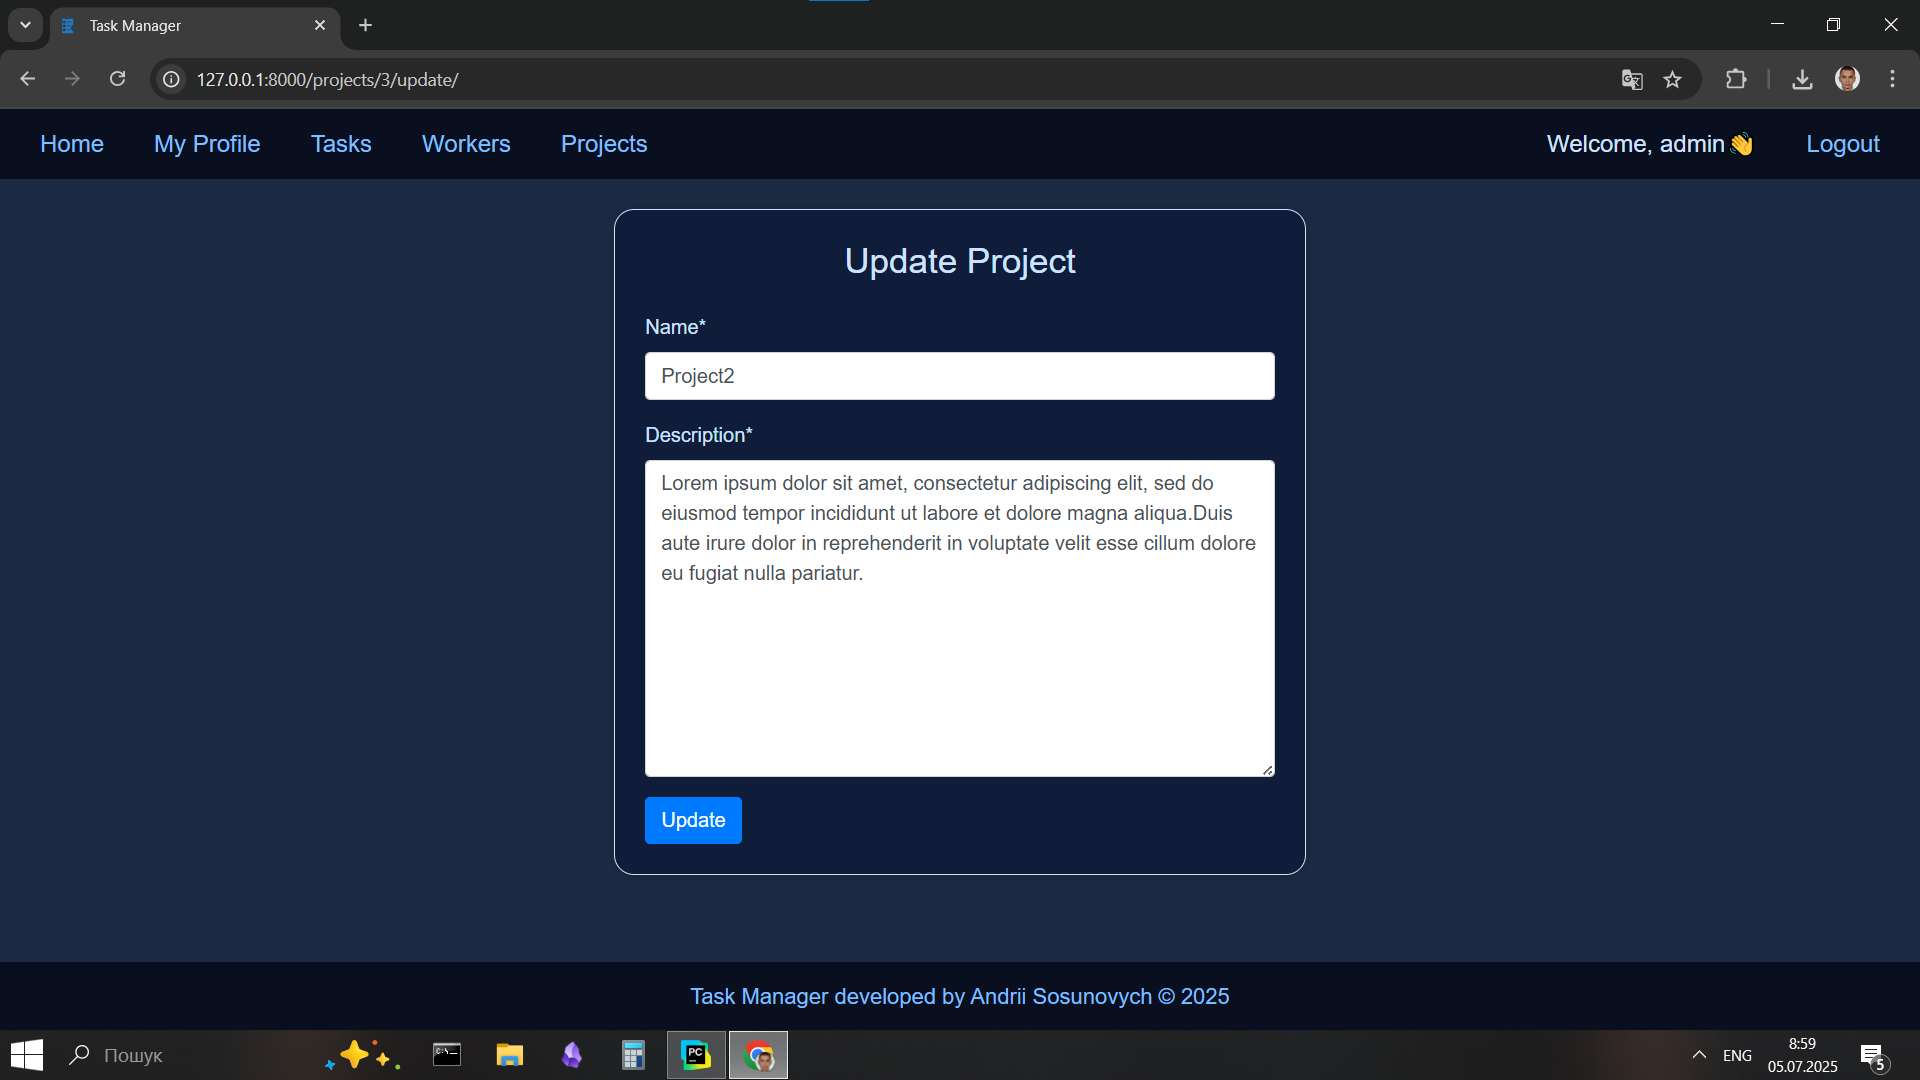 Task Manager
127.0.0.1:8000/projects/3/update/
Home My Profile Tasks Workers Projects Welcome, admin👋 Logout
Update Project
Name*
Project2
Description*
Lorem ipsum dolor sit amet, consectetur adipiscing elit, sed do
eiusmod tempor incididunt ut labore et dolore magna aliqua.Duis
aute irure dolor in reprehenderit in voluptate velit esse cillum dolore
eu fugiat nulla pariatur.
Update
Task Manager developed by Andrii Sosunovych © 2025
Пошук
PC
ENG
8:59
05.07.2025
5